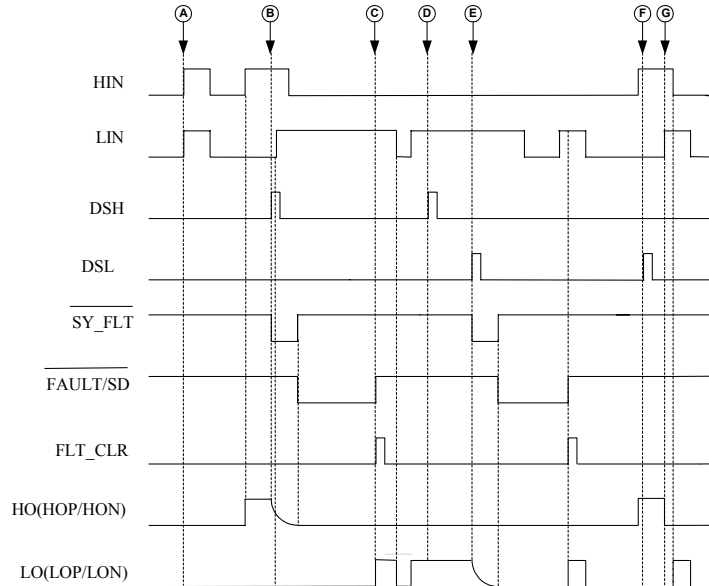 A B C D E F G
HIN
LIN
DSH
DSL
SY_FLT
FAULT/SD
FLT_CLR
HO(HOP/HON)
LO(LOP/LON)